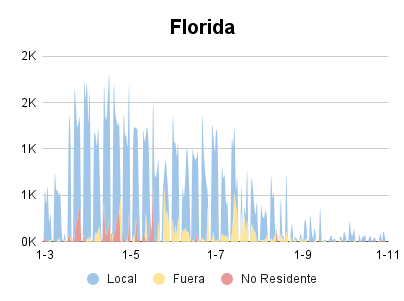 Florida
2K
2K
1K
1K
0K
1-3 1-5 1-7 1-9 1-11
Local Fuera No Residente